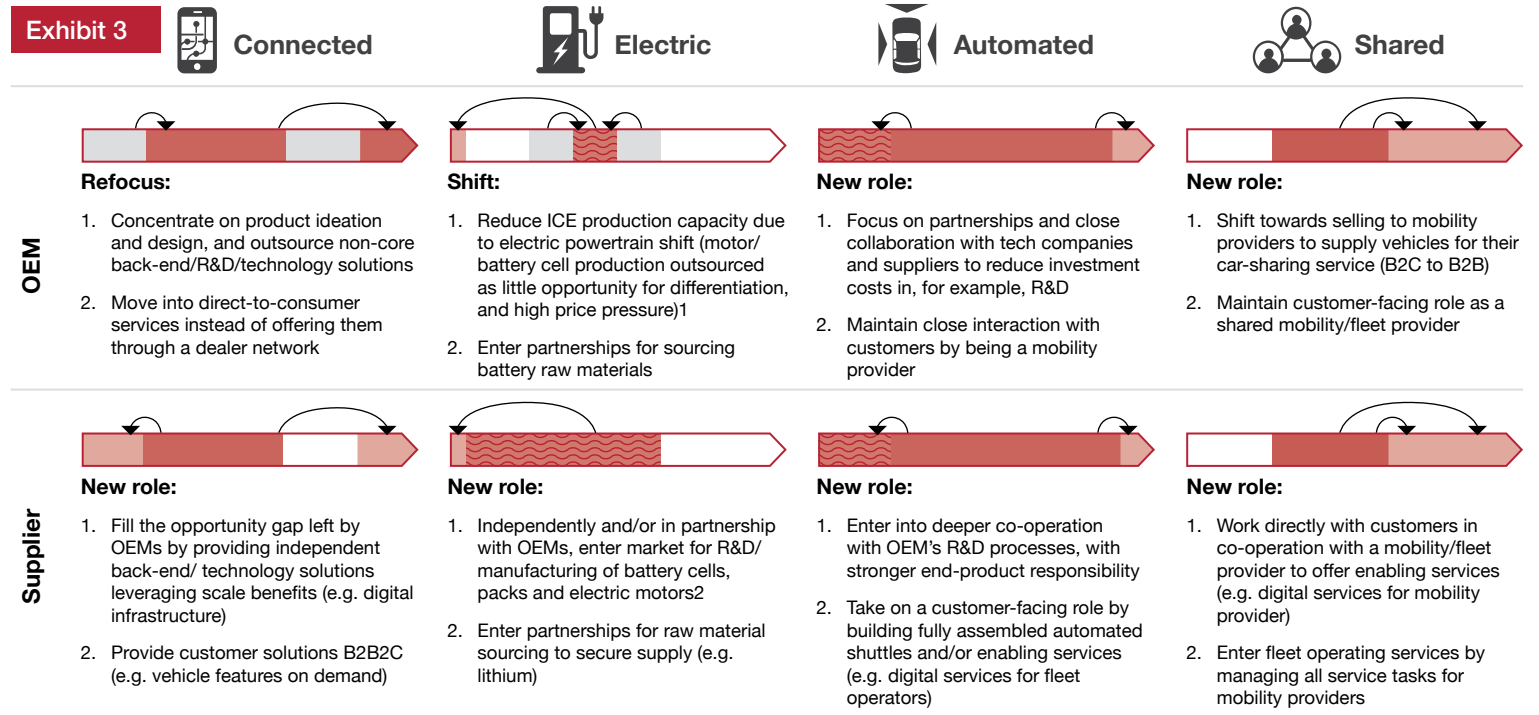 Exhibit 3
Connected
Electric
Automated
Shared
OEM
Refocus:
1. Concentrate on product ideation
and design, and outsource non-core
back-end/R&D/technology solutions
2. Move into direct-to-consumer
services instead of offering them
through a dealer network
Shift:
1. Reduce ICE production capacity due
to electric powertrain shift (motor/
battery cell production outsourced
as little opportunity for differentiation,
and high price pressure)1
2. Enter partnerships for sourcing
battery raw materials
New role:
1. Focus on partnerships and close
collaboration with tech companies
and suppliers to reduce investment
costs in, for example, R&D
2. Maintain close interaction with
customers by being a mobility
provider
New role:
1. Shift towards selling to mobility
providers to supply vehicles for their
car-sharing service (B2C to B2B)
2. Maintain customer-facing role as a
shared mobility/fleet provider
Supplier
New role:
1. Fill the opportunity gap left by
OEMs by providing independent
back-end/ technology solutions
leveraging scale benefits (e.g. digital
infrastructure)
2. Provide customer solutions B2B2C
(e.g. vehicle features on demand)
New role:
1. Independently and/or in partnership
with OEMs, enter market for R&D/
manufacturing of battery cells,
packs and electric motors2
2. Enter partnerships for raw material
sourcing to secure supply (e.g.
lithium)
New role:
1. Enter into deeper co-operation
with OEM's R&D processes, with
stronger end-product responsibility
2. Take on a customer-facing role by
building fully assembled automated
shuttles and/or enabling services
(e.g. digital services for fleet
operators)
New role:
1. Work directly with customers in
co-operation with a mobility/fleet
provider to offer enabling services
(e.g. digital services for mobility
provider)
2. Enter fleet operating services by
managing all service tasks for
mobility providers